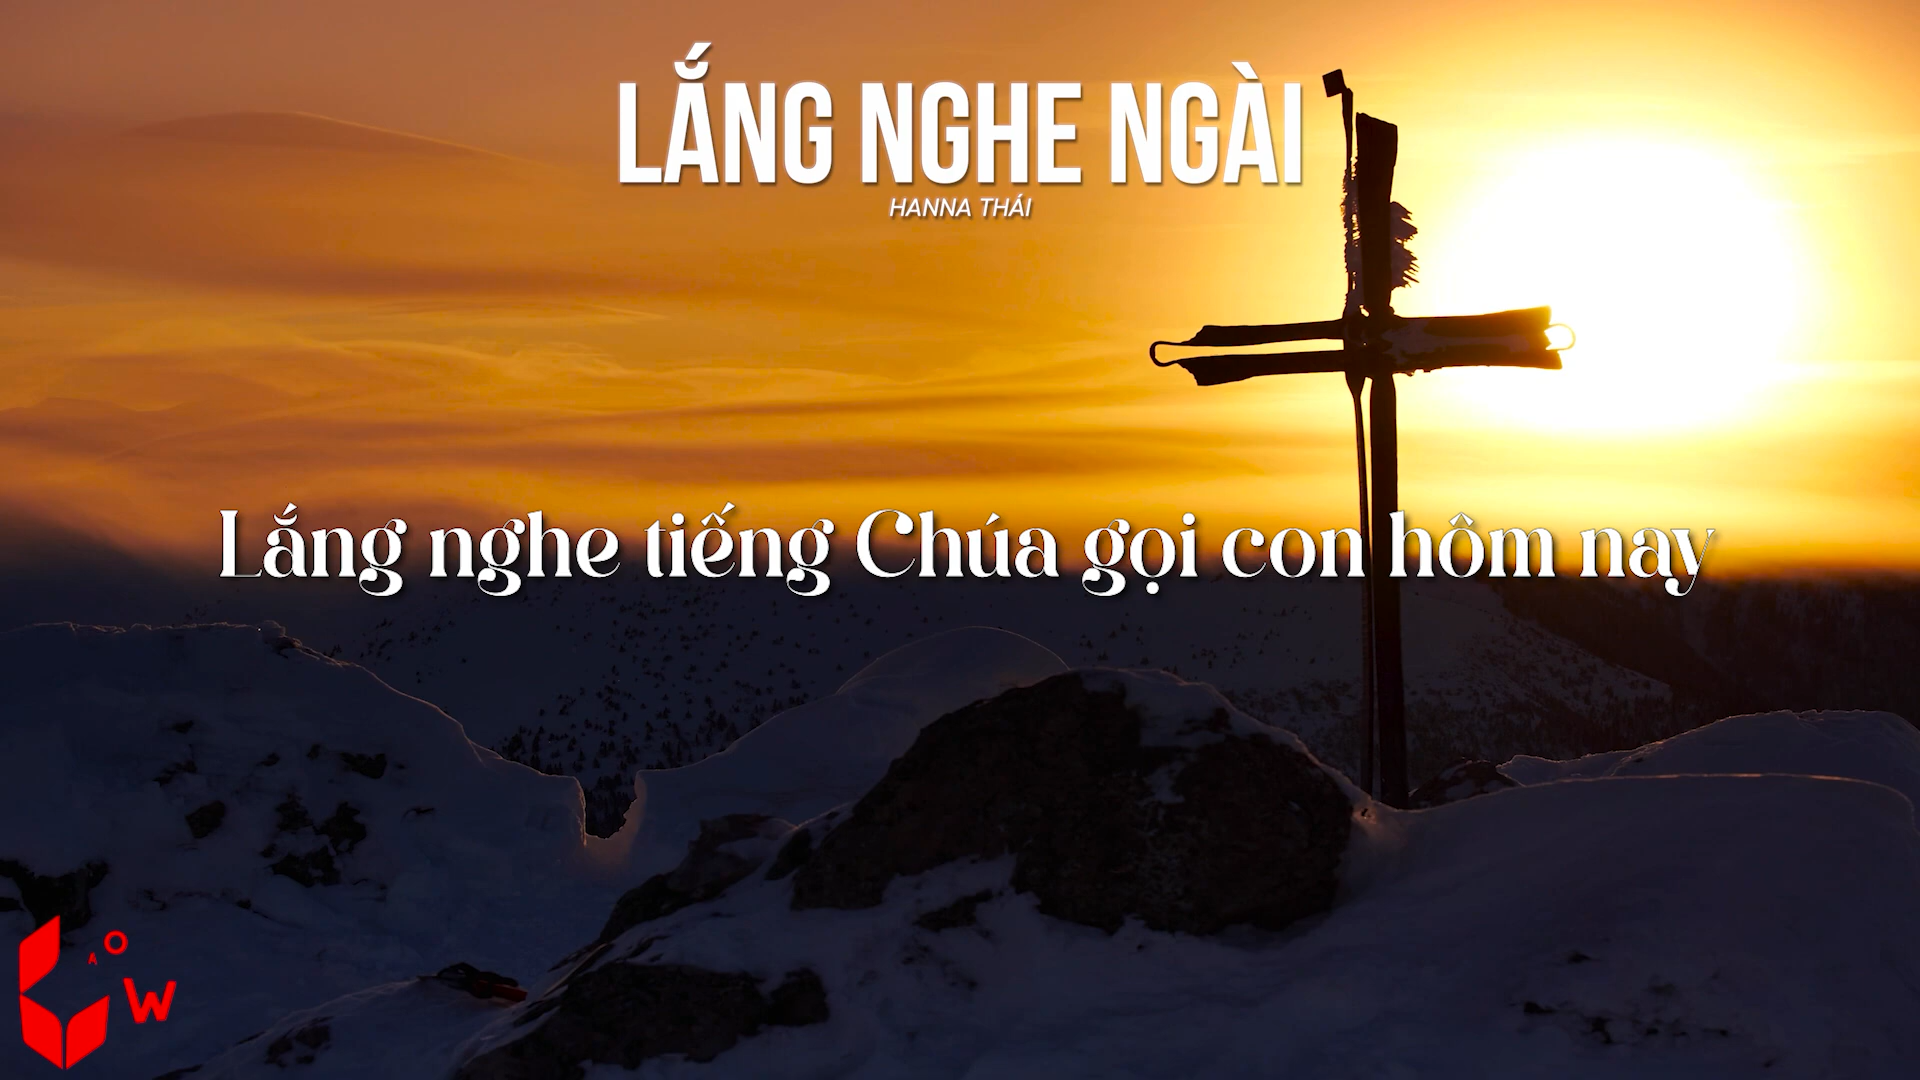 LẮNG NGHE NGÀI
HANNA THÁI
Lắng nghe tiếng Chúa gọi con hôm nay
O
A
W